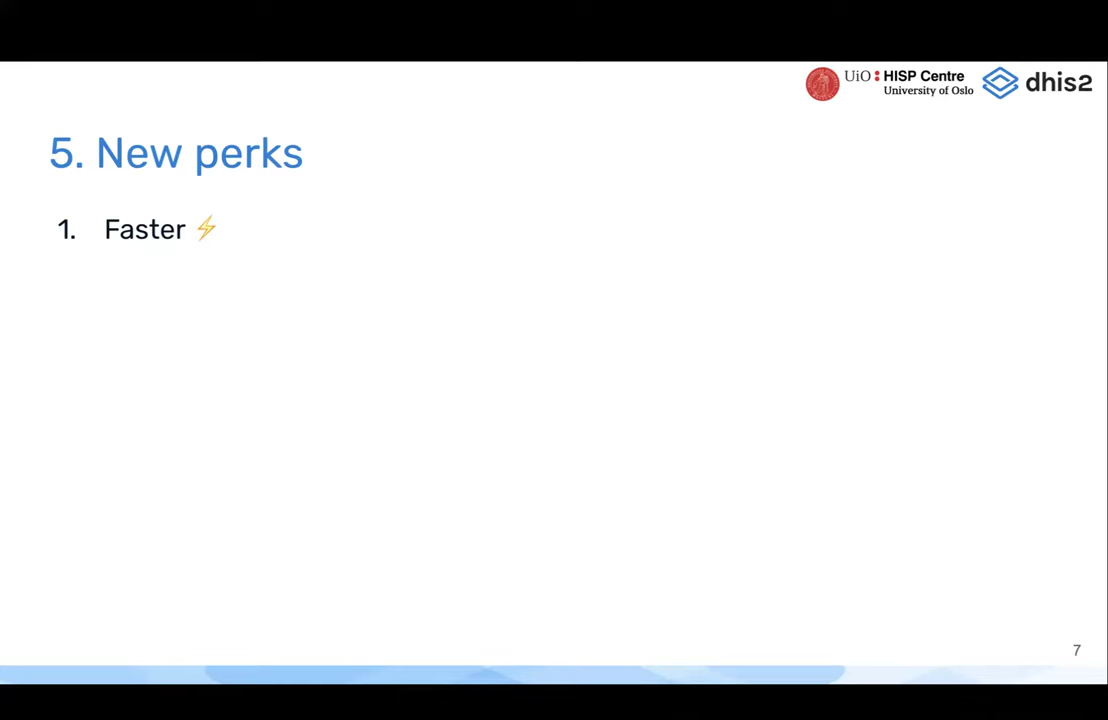 UiO HISP Centre
University of Oslo
dhis2
5. New perks
1. Faster ⚡
7